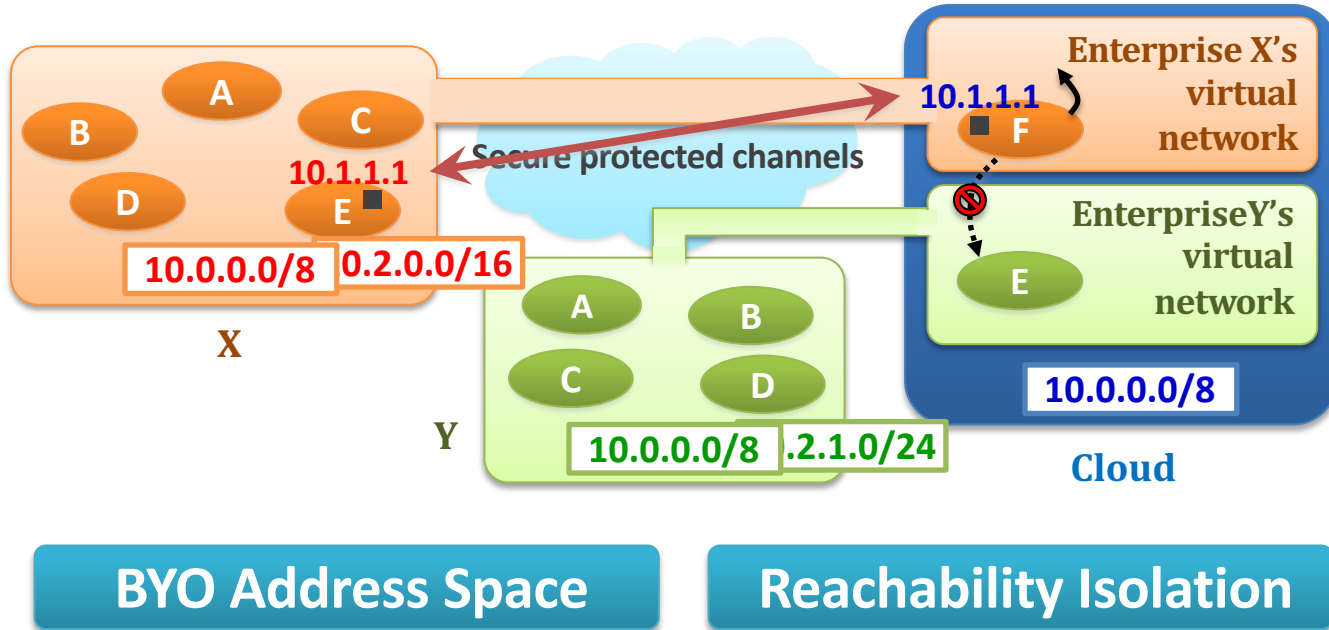 A
B
C
10.1.1.1
D
E
10.0.0.0/8
0.2.0.0/16
X
Secure protected channels
Enterprise X's
virtual
network
10.1.1.1
F
EnterpriseY's
virtual
network
E
10.0.0.0/8
Cloud
A
B
C
D
10.0.0.0/8
.2.1.0/24
Y
BYO Address Space
Reachability Isolation